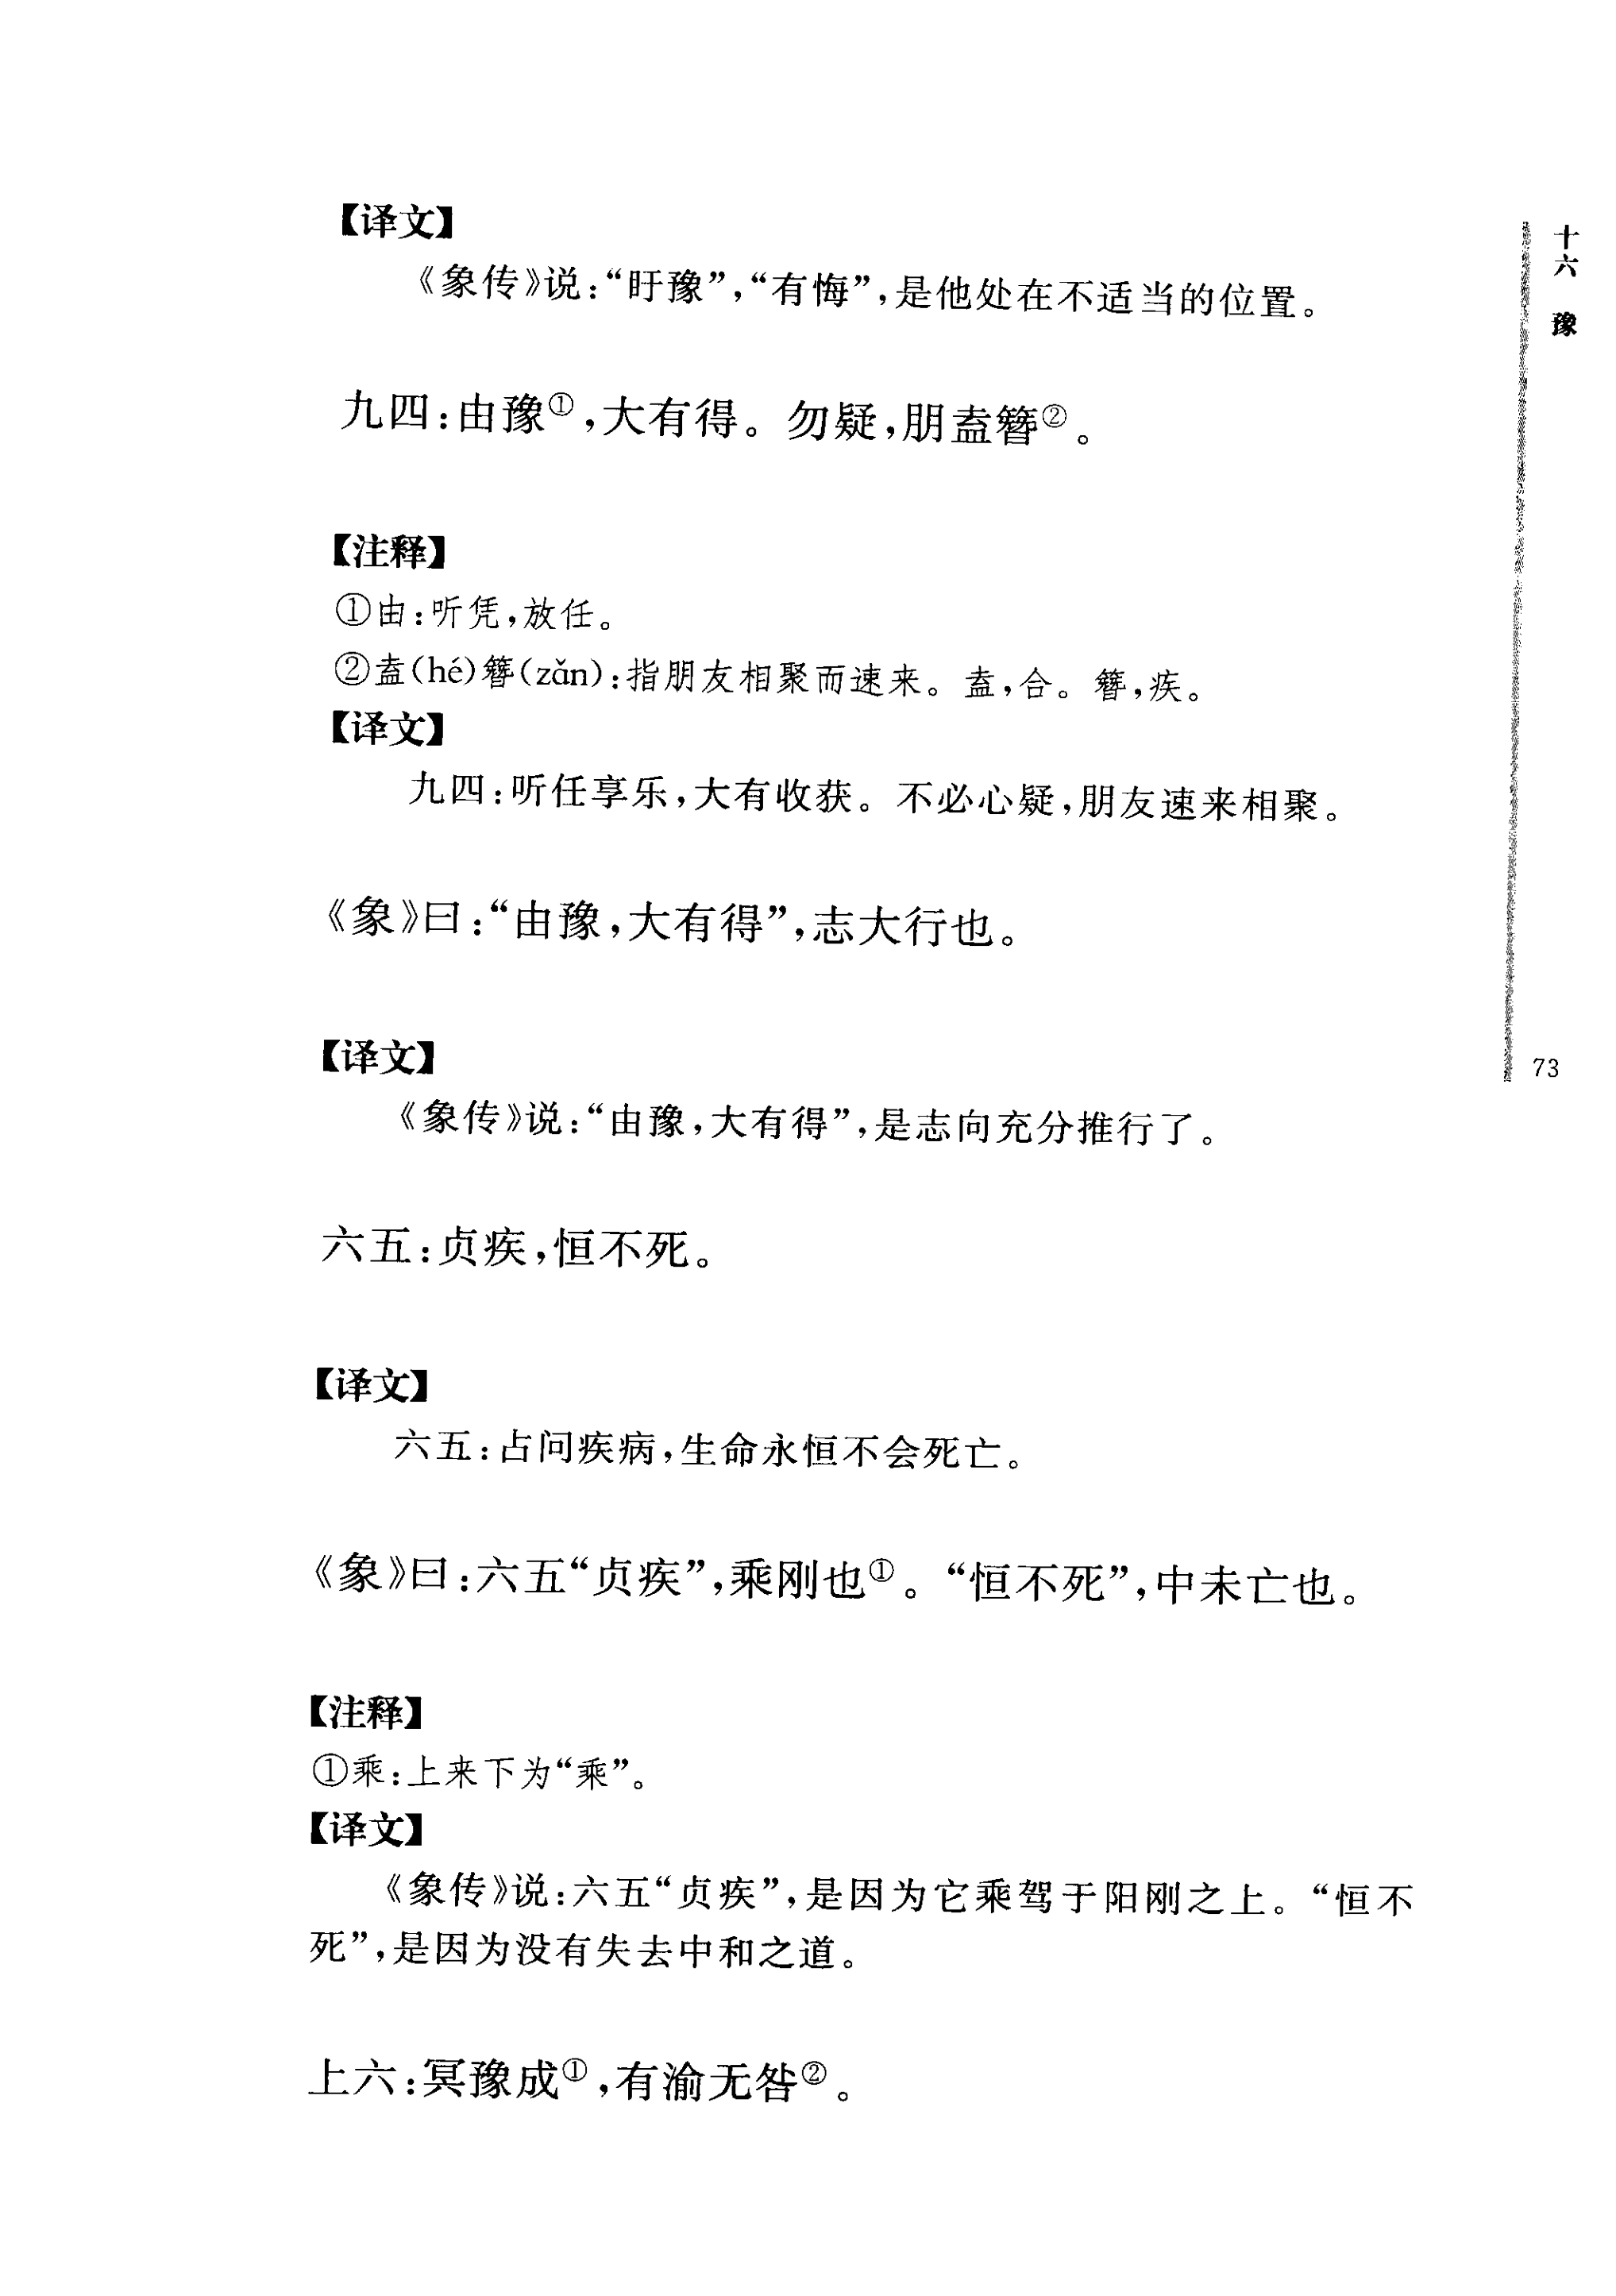 【译文】
《象传》说：“盱豫”，“有悔”，是他处在不适当的位置。
九四：由豫①，大有得。勿疑，朋盍簪②。
【注释】
①由：听凭，放任。
②盍(hé)簪(zǎn)：指朋友相聚而速来。盍，合。簪，疾。
【译文】
九四：听任享乐，大有收获。不必心疑，朋友速来相聚。
《象》曰：“由豫，大有得”，志大行也。
【译文】
《象传》说：“由豫，大有得”，是志向充分推行了。
六五：贞疾，恒不死。
【译文】
六五：占问疾病，生命永恒不会死亡。
《象》曰：六五“贞疾”，乘刚也①。“恒不死”，中未亡也。
【注释】
①乘：上来下为“乘”。
【译文】
《象传》说：六五“贞疾”，是因为它乘驾于阳刚之上。“恒不
死”，是因为没有失去中和之道。
上六：冥豫成①，有渝无咎②。
十六 豫
73